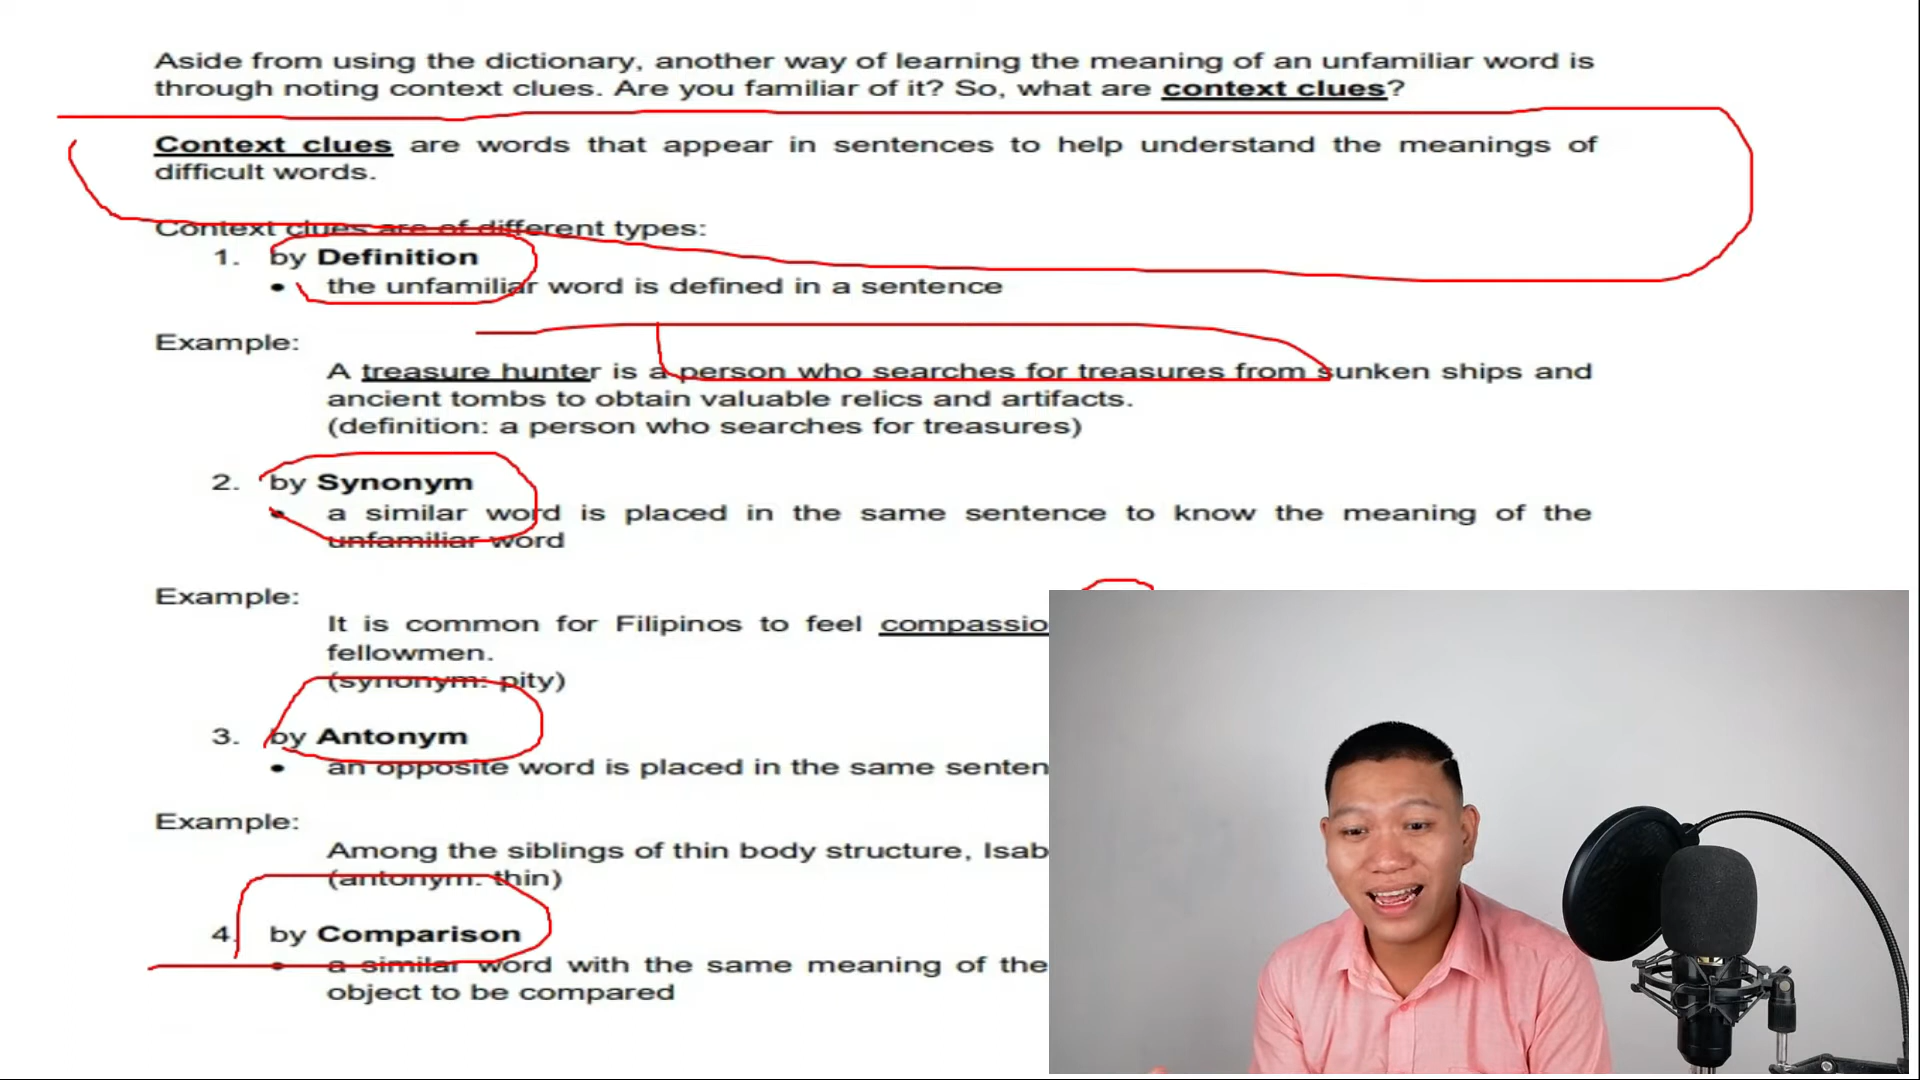 Aside from using the dictionary, another way of learning the meaning of an unfamiliar word is
through noting context clues. Are you familiar of it? So, what are context clues?
Context clues are words that appear in sentences to help understand the meanings of
difficult words.
Context clues are of different types:
1. by Definition
• the unfamiliar word is defined in a sentence
Example:
A treasure hunter is a person who searches for treasures from sunken ships and
ancient tombs to obtain valuable relics and artifacts.
(definition: a person who searches for treasures)
2. by Synonym
• a similar word is placed in the same sentence to know the meaning of the
unfamiliar word
Example:
It is common for Filipinos to feel compassio
fellowmen.
(synonym: pity)
3. by Antonym
• an opposite word is placed in the same senten
Example:
Among the siblings of thin body structure, Isab
(antonym: thin)
4. by Comparison
• a similar word with the same meaning of the
object to be compared